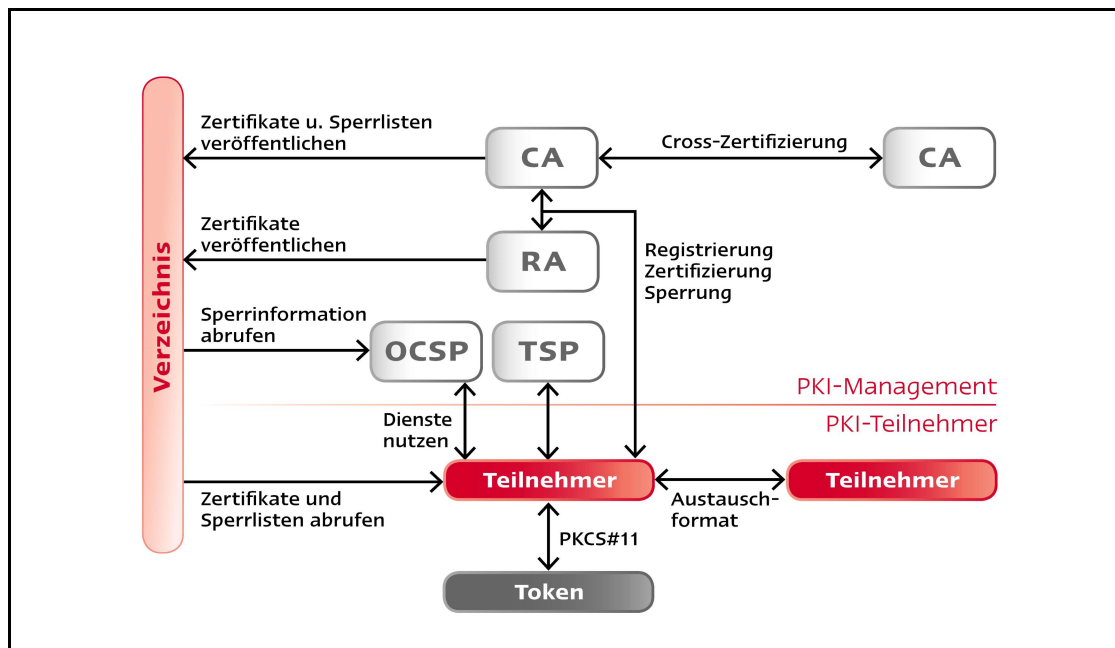 Zertifikate u. Sperrlisten
veröffentlichen
CA
Cross-Zertifizierung
CA
Zertifikate
veröffentlichen
RA
Registrierung
Zertifizierung
Sperrung
Verzeichnis
Sperrinformation
abrufen
OCSP
TSP
PKI-Management
PKI-Teilnehmer
Dienste
nutzen
Teilnehmer
Teilnehmer
Zertifikate und
Sperrlisten abrufen
Austausch-
format
PKCS#11
Token